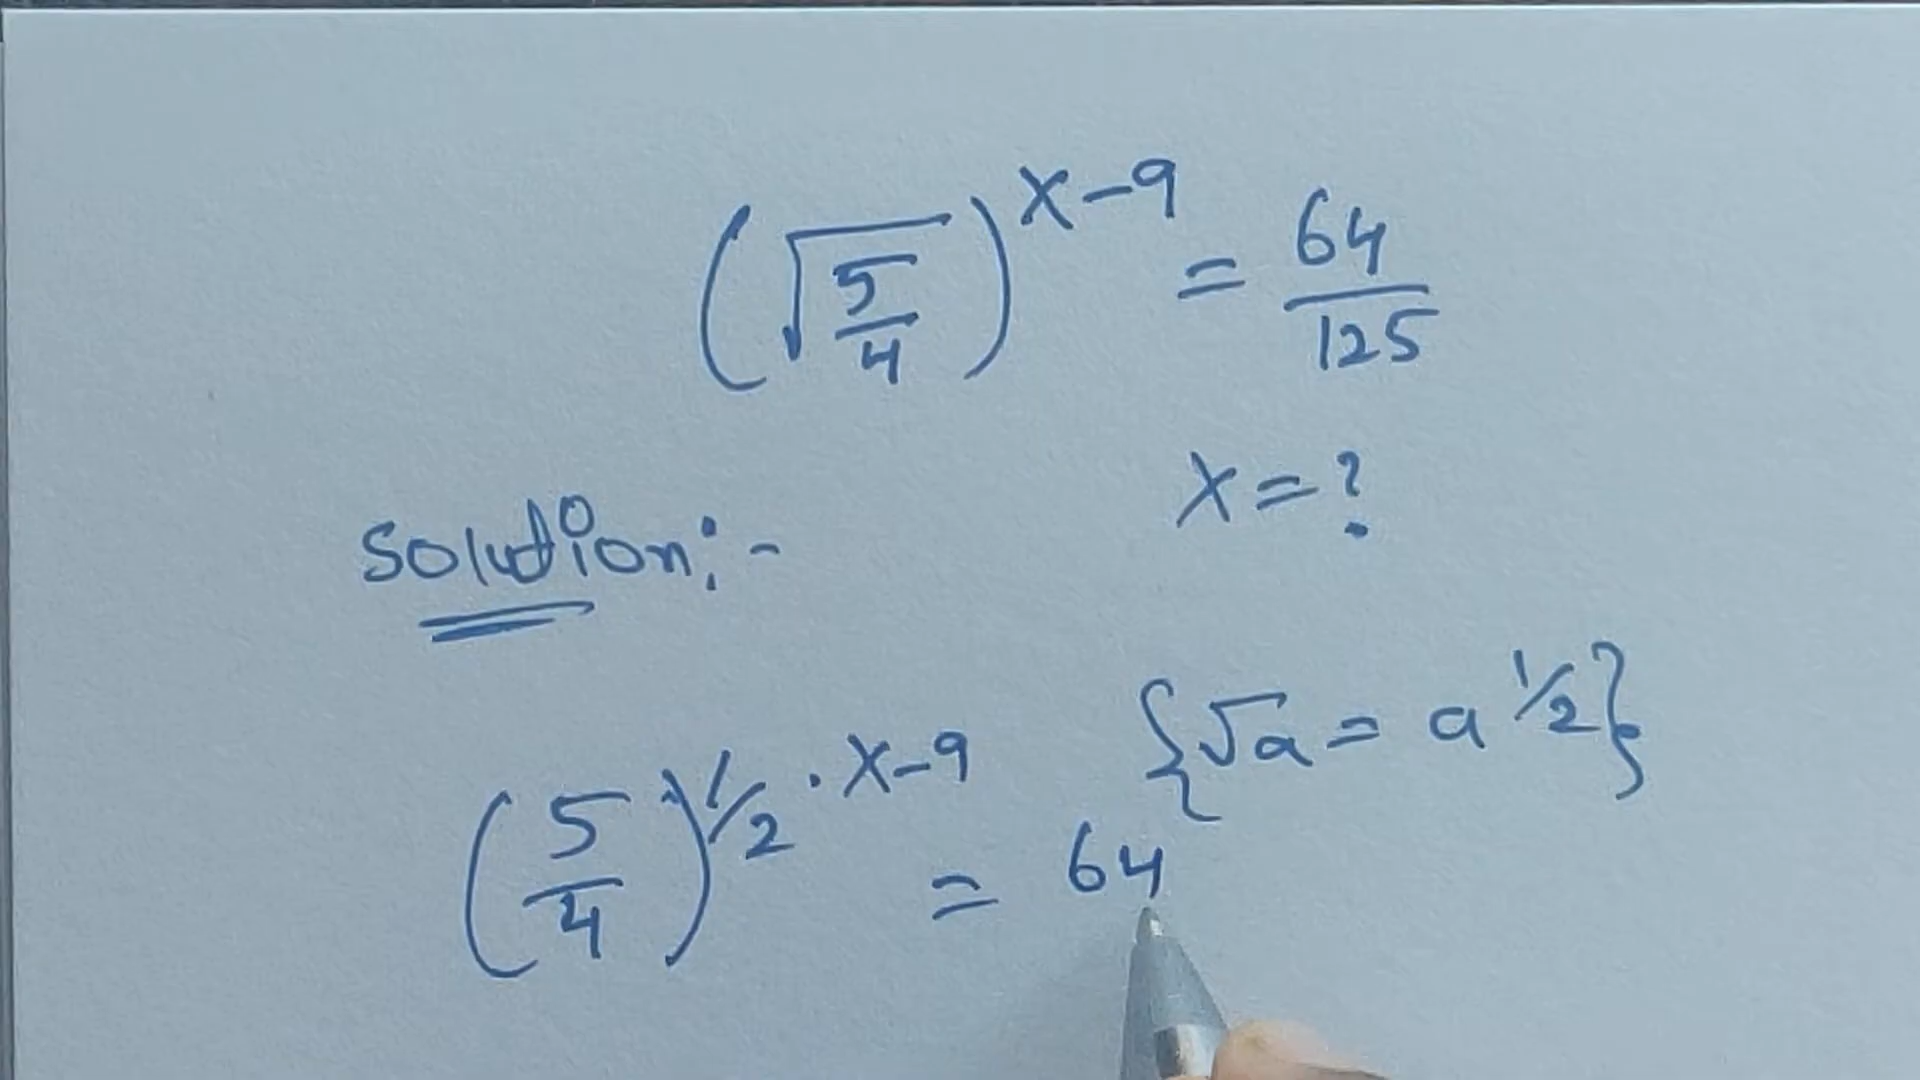 (√(5/4))^(x-9) = 64/125
x = ?
Solution:-
{√a = a^(1/2)}
(5/4)^(1/2 · x-9) = 64